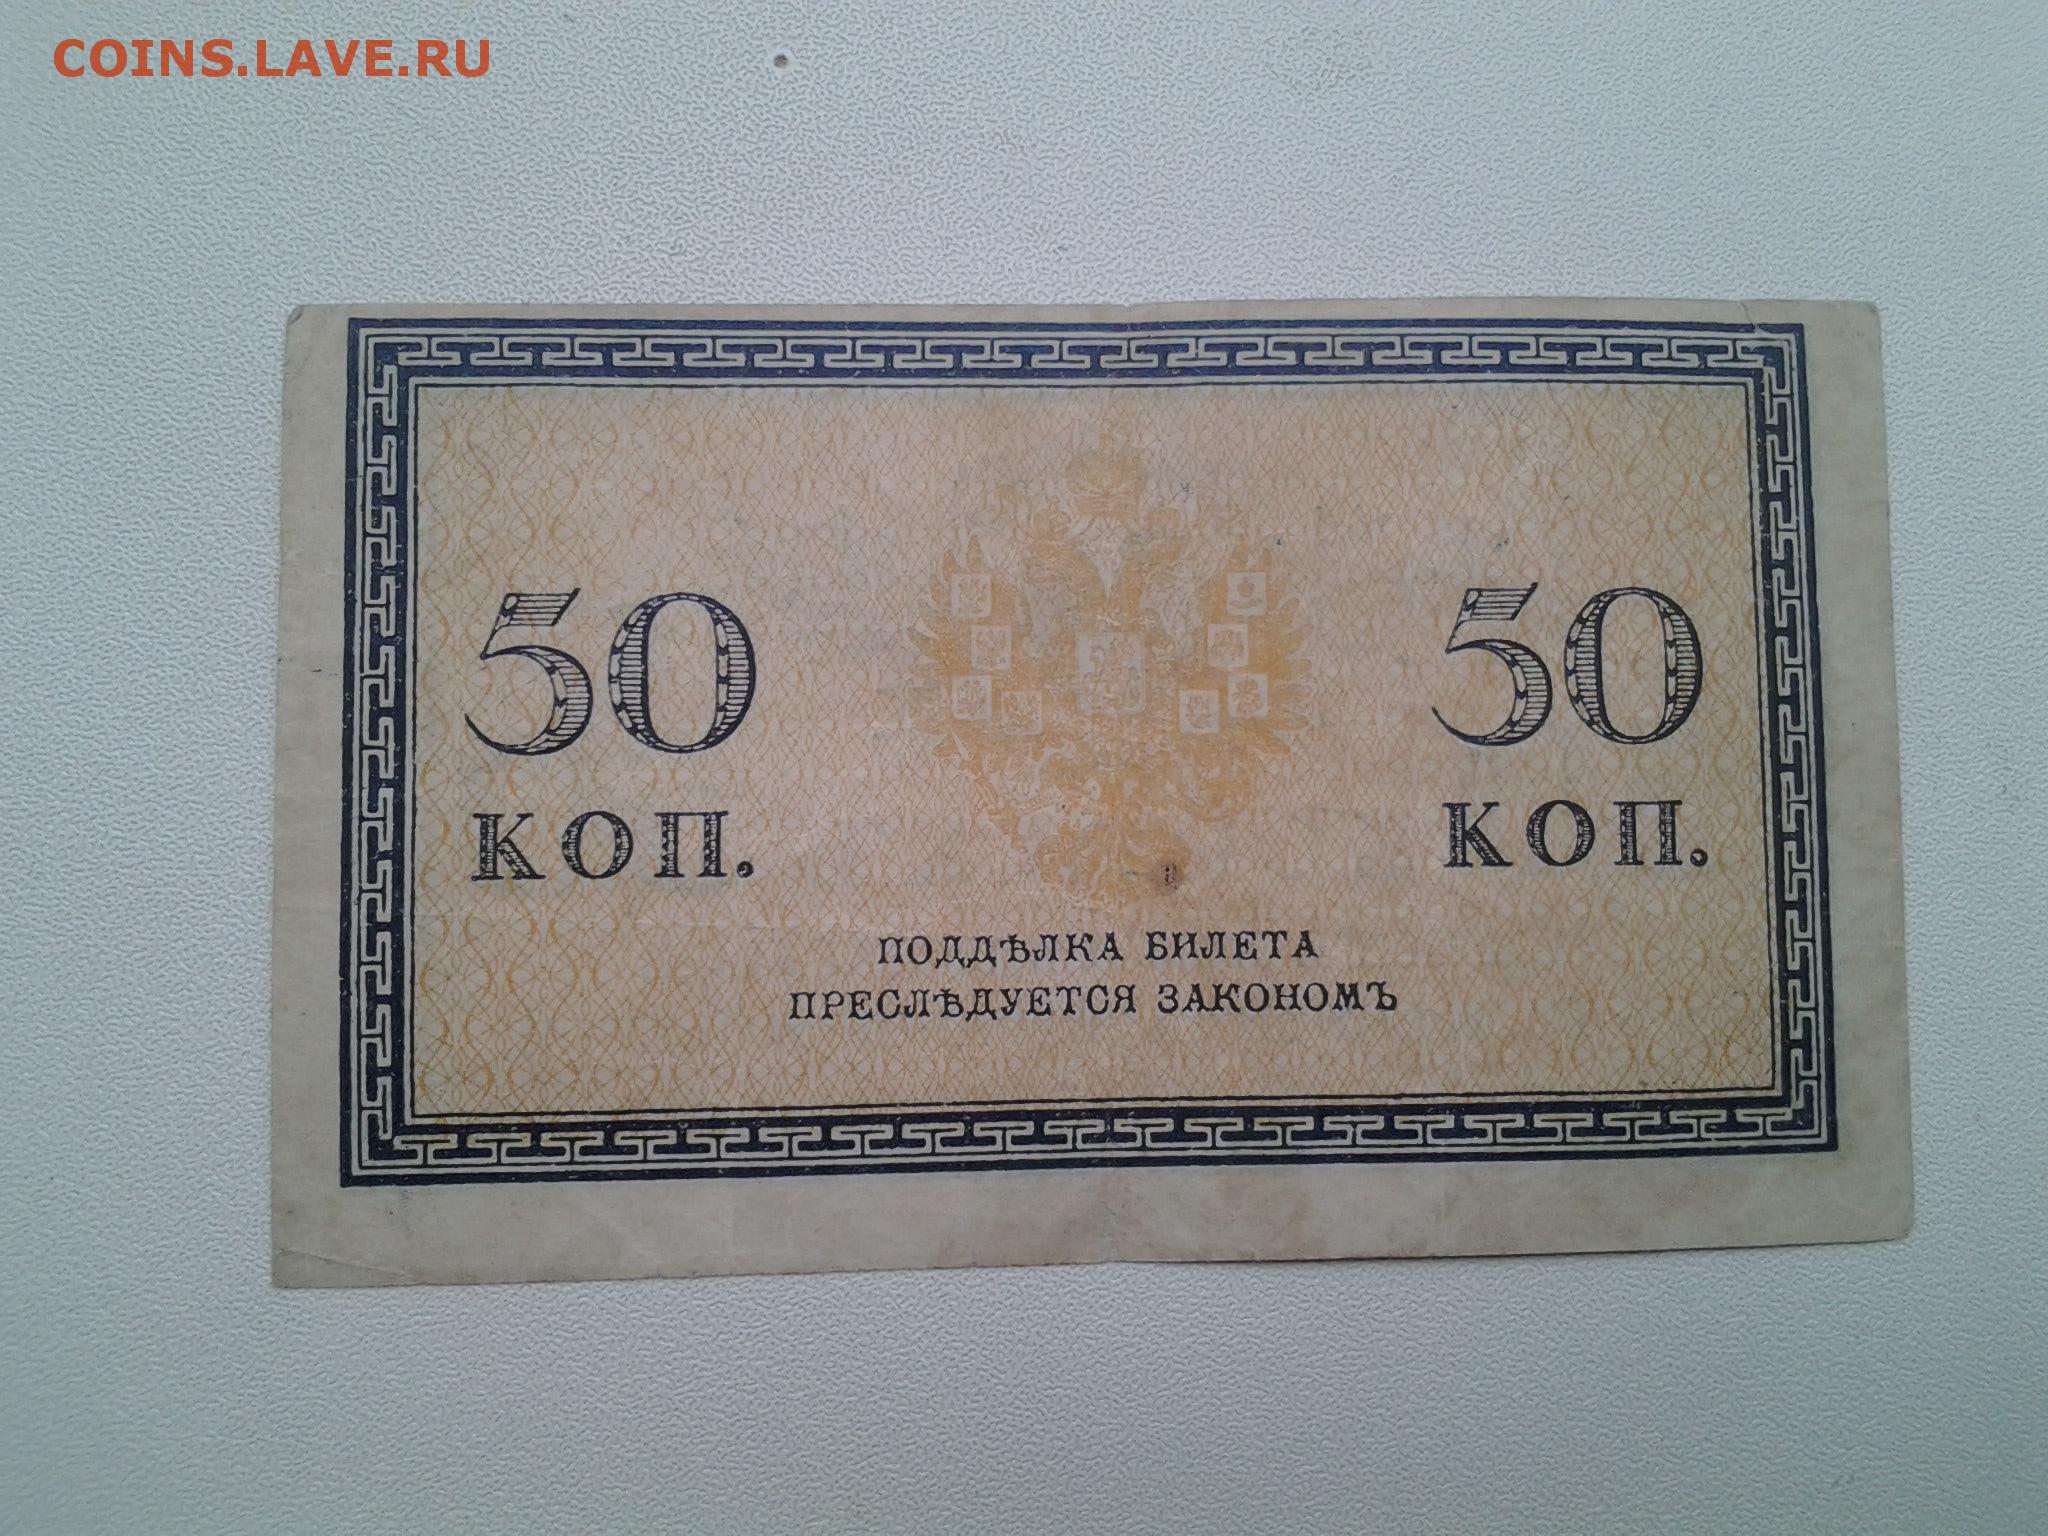 COINS.LAVE.RU
50 50
КОП. КОП.
ПОДДѢЛКА БИЛЕТА
ПРЕСЛѢДУЕТСЯ ЗАКОНОМЪ